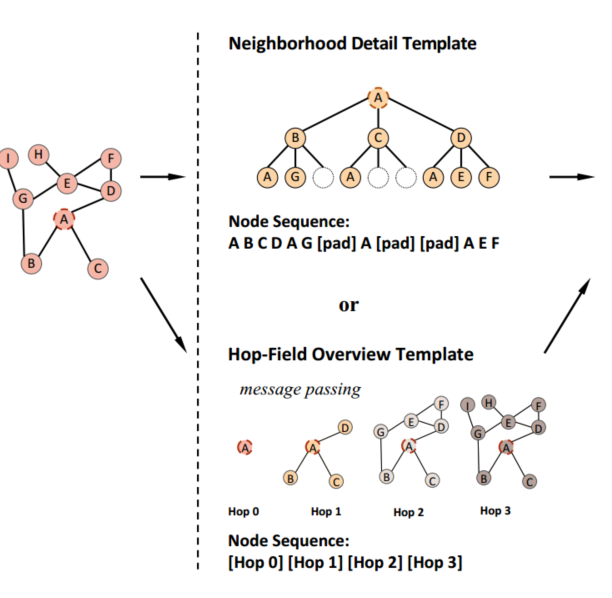 I H F
E
G D
A
B C
Neighborhood Detail Template
A
B C D
A G A A E F
Node Sequence:
A B C D A G [pad] A [pad] [pad] A E F
or
Hop-Field Overview Template
message passing
A
D
A
B C
F
E
G D
A
B C
I H F
E
G D
A
B C
Hop 0 Hop 1 Hop 2 Hop 3
Node Sequence:
[Hop 0] [Hop 1] [Hop 2] [Hop 3]